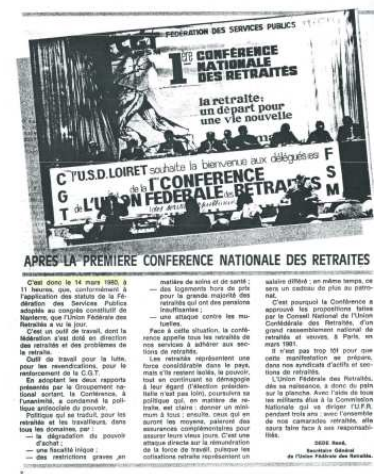 FEDERATION DES SERVICES PUBLICS
1ERE CONFÉRENCE
NATIONALE
DES RETRAITÉS
la retraite:
un départ pour
une vie nouvelle
C l'U.S.D. LOIRET souhaite la bienvenue aux délégués de F
G de la 1e CONFERENCE S
T de L'UNION FEDERALE des RETRAITÉS M
APRES LA PREMIERE CONFERENCE NATIONALE DES RETRAITES
C'est donc le 14 mars 1980, à
11 heures, que, conformément à
l'application des statuts de la Fé-
dération des Services Publics
adoptés au congrès constitutif de
Nanterre, que l'Union Fédérale des
Retraités a vu le jour.
C'est un outil de travail, dont la
fédération s'est doté en direction
des retraités et des problèmes de
la retraite.
Outil de travail pour la lutte,
pour les revendications, pour le
renforcement de la C.G.T.
En adoptant les deux rapports
présentés par le Groupement na-
tional sortant, la Conférence, à
l'unanimité, a condamné la poli-
tique antisociale du pouvoir.
Politique qui se traduit, pour les
retraités et les travailleurs, dans
tous les domaines, par :
— la dégradation du pouvoir
d'achat ;
— une fiscalité inique ;
— des restrictions graves en
matière de soins et de santé ;
— des logements hors de prix
pour la grande majorité des
retraités qui ont des pensions
insuffisantes ;
— une attaque contre les mu-
tuelles.
Face à cette situation, la confé-
rence appelle tous les retraités de
nos services à adhérer aux sec-
tions de retraités.
Les retraités représentent une
force considérable dans le pays,
mais s'ils restent isolés, le pouvoir,
tout en continuant sa démagogie
à leur égard (l'élection présiden-
tielle n'est pas loin), poursuivra sa
politique qui, en matière de re-
traite, est claire : donner un mini-
mum à tous ; ensuite, ceux qui en
auront les moyens, paieront des
assurances complémentaires pour
assurer leurs vieux jours. C'est une
attaque directe sur la rémunération
de la force de travail, puisque les
cotisations retraite représentent un
salaire différé ; en même temps, ce
sera un cadeau de plus au patro-
nat.
C'est pourquoi la Conférence a
approuvé les propositions faites
par le Conseil National de l'Union
Confédérale des Retraités, d'un
grand rassemblement national de
retraités et veuves, à Paris, en
mars 1981.
Il n'est pas trop tôt pour que
cette manifestation se prépare,
dans nos syndicats d'actifs et sec-
tions de retraités.
L'Union Fédérale des Retraités,
dès sa naissance, a donc du pain
sur la planche. Avec l'aide de tous
les militants élus à la Commission
Nationale qui va diriger l'U.F.R.
pendant trois ans ; avec l'ensemble
de nos camarades retraités, elle
saura faire face à ses responsabi-
lités.
DEDE René,
Secrétaire Général
de l'Union Fédérale des Retraités.